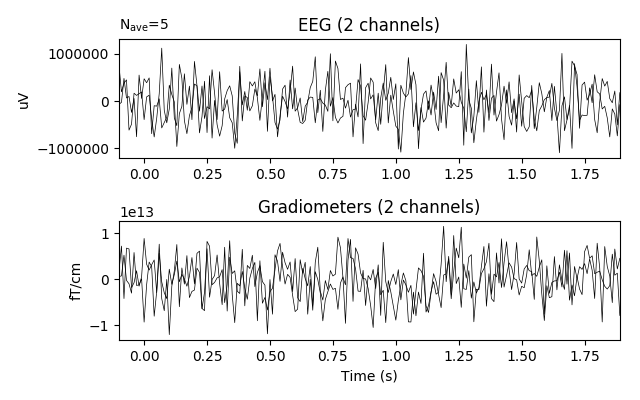 N_ave=5
EEG (2 channels)
1000000
0
−1000000
uV
0.00 0.25 0.50 0.75 1.00 1.25 1.50 1.75
1e13
Gradiometers (2 channels)
1
0
−1
fT/cm
0.00 0.25 0.50 0.75 1.00 1.25 1.50 1.75
Time (s)